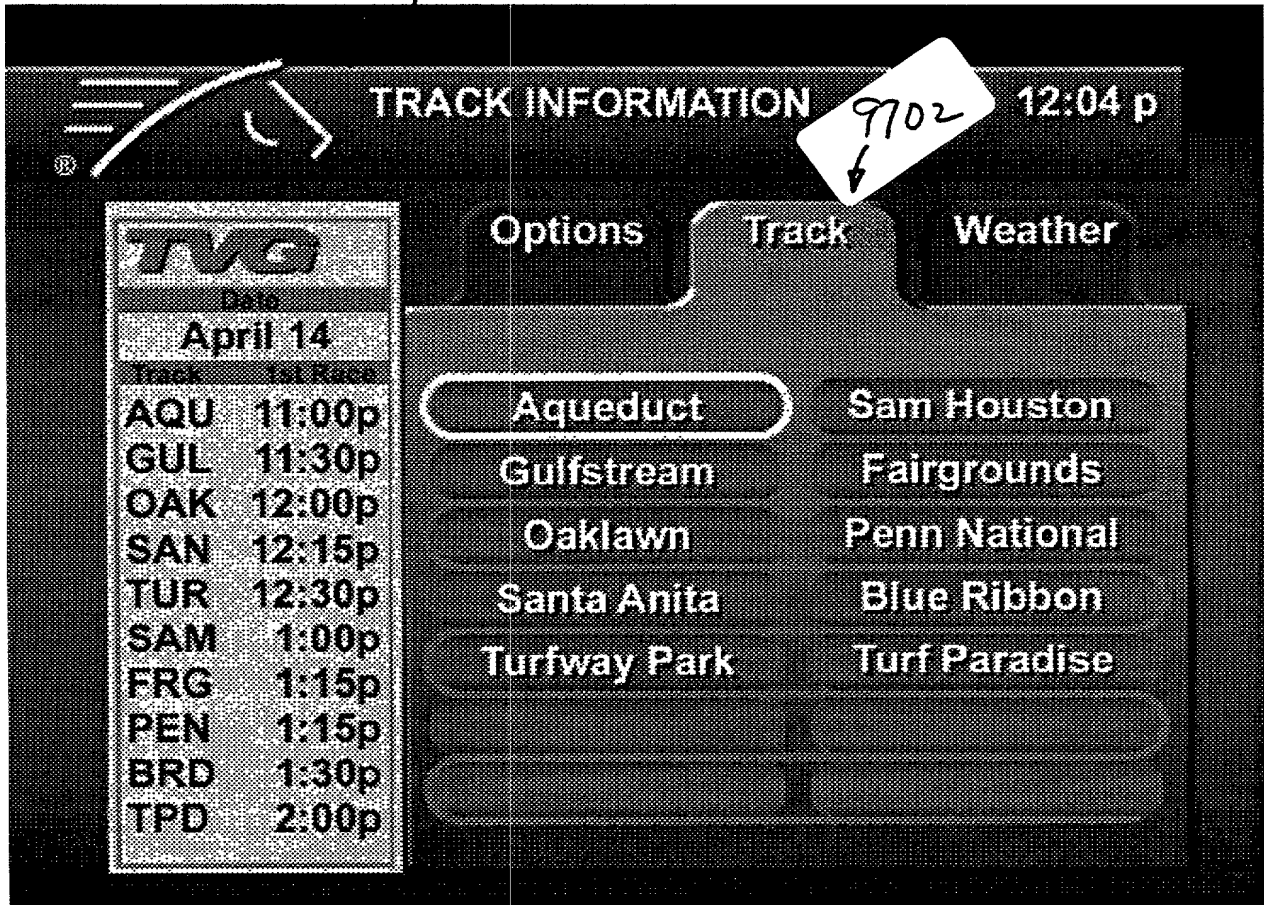 TRACK INFORMATION
9702
12:04 p
®
Options
Track
Weather
TVG
Date
April 14
Track 1st Race
AQU 11:00p
GUL 11:30p
OAK 12:00p
SAN 12:15p
TUR 12:30p
SAM 1:00p
FRG 1:15p
PEN 1:15p
BRD 1:30p
TPD 2:00p
Aqueduct
Sam Houston
Gulfstream
Fairgrounds
Oaklawn
Penn National
Santa Anita
Blue Ribbon
Turfway Park
Turf Paradise